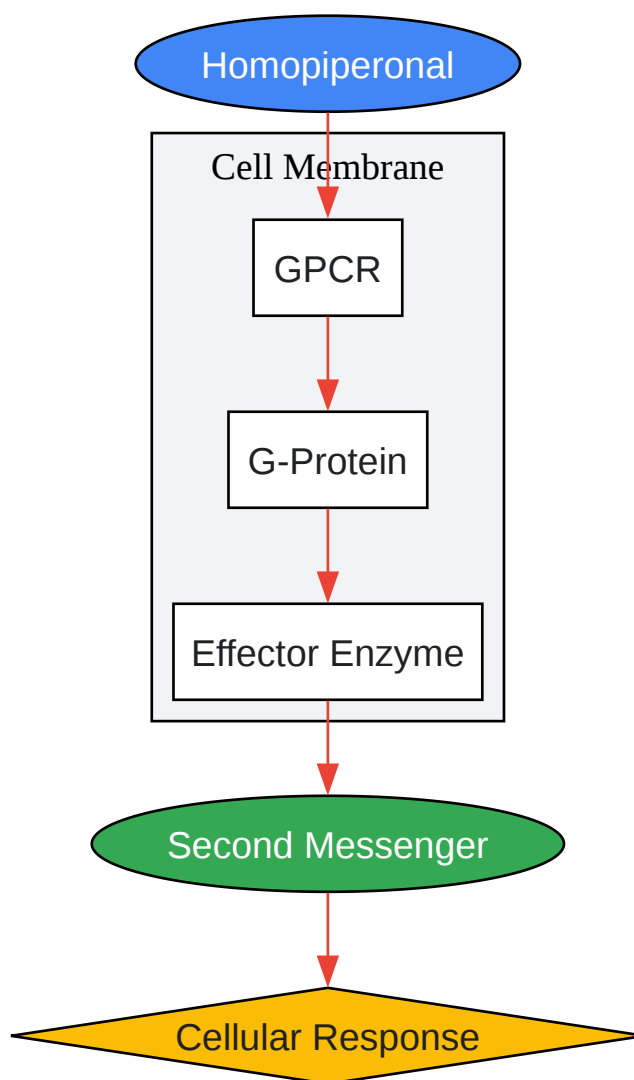 Homopiperonal
Cell Membrane
GPCR
G-Protein
Effector Enzyme
Second Messenger
Cellular Response